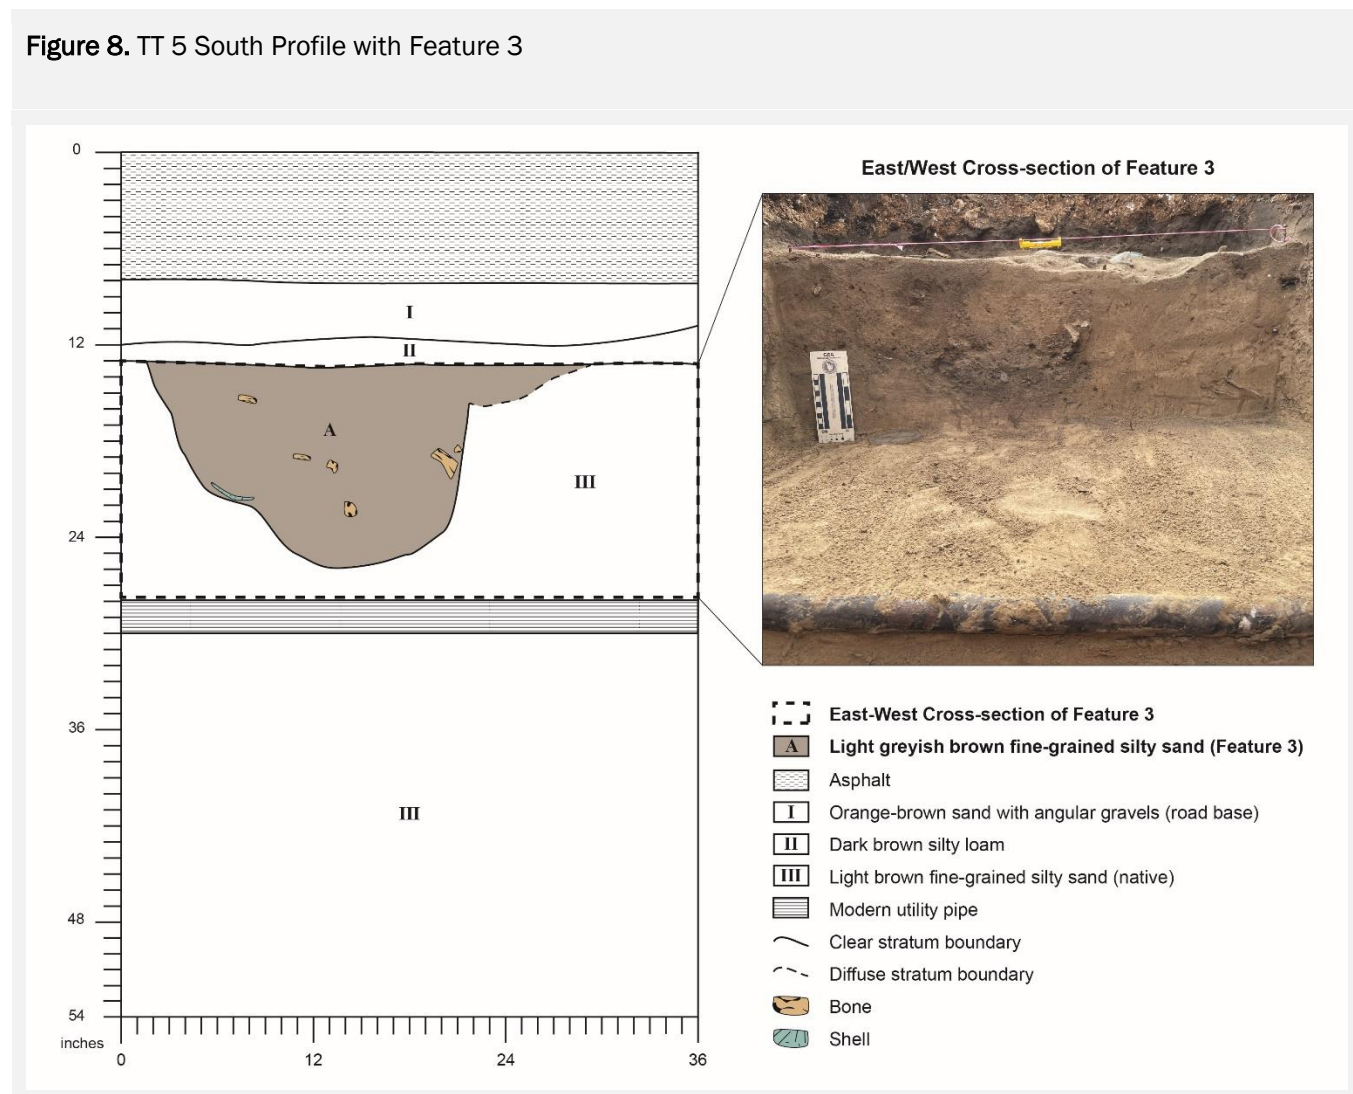 Figure 8. TT 5 South Profile with Feature 3
0
12
24
36
48
54
inches
0
12
24
36
I
II
A
III
III
East/West Cross-section of Feature 3
East-West Cross-section of Feature 3
A Light greyish brown fine-grained silty sand (Feature 3)
Asphalt
I Orange-brown sand with angular gravels (road base)
II Dark brown silty loam
III Light brown fine-grained silty sand (native)
Modern utility pipe
Clear stratum boundary
Diffuse stratum boundary
Bone
Shell